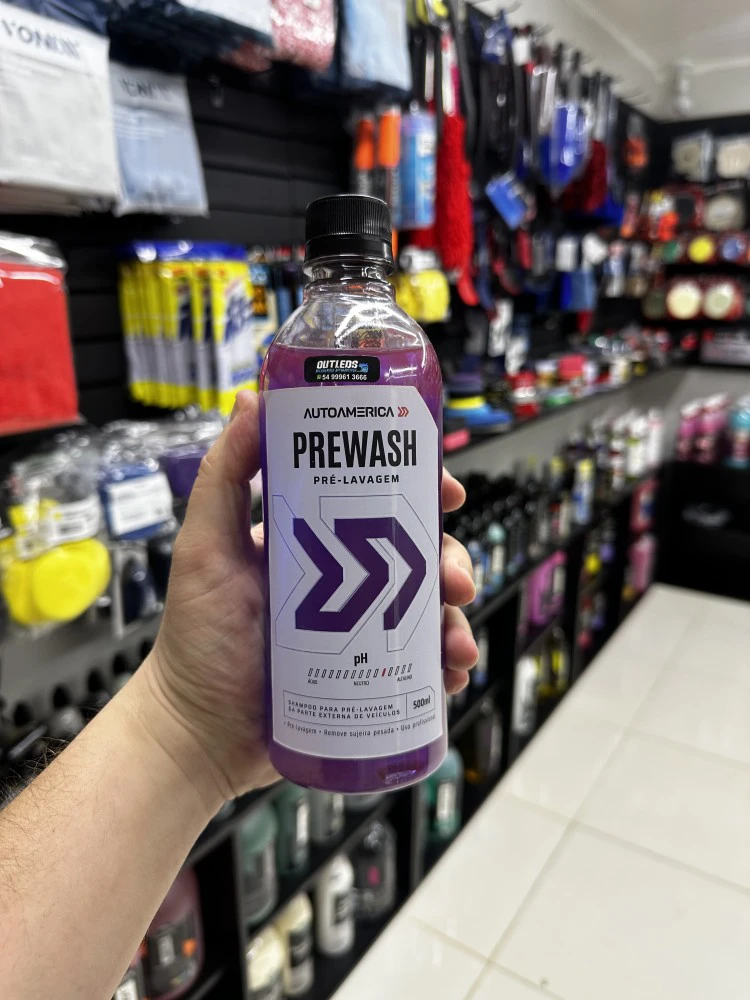 VONIXX
OUTLEDS
54 99961 3666
AUTOAMERICA
PREWASH
PRÉ-LAVAGEM
pH
ÁCIDO NEUTRO ALCALINO
SHAMPOO PARA PRÉ-LAVAGEM
DA PARTE EXTERNA DE VEÍCULOS
500ml
• Pré lavagem • Remove sujeira pesada • Uso profissional